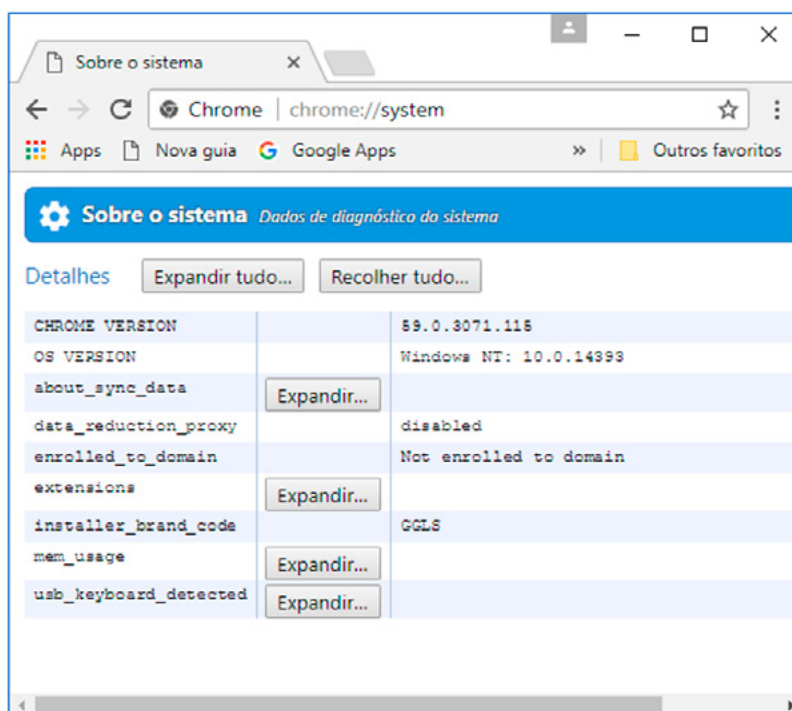 Sobre o sistema
Chrome | chrome://system
Apps Nova guia Google Apps » Outros favoritos
Sobre o sistema Dados de diagnóstico do sistema
Detalhes Expandir tudo... Recolher tudo...
CHROME VERSION 59.0.3071.115
OS VERSION Windows NT: 10.0.14393
about_sync_data Expandir...
data_reduction_proxy disabled
enrolled_to_domain Not enrolled to domain
extensions Expandir...
installer_brand_code GGLS
mem_usage Expandir...
usb_keyboard_detected Expandir...